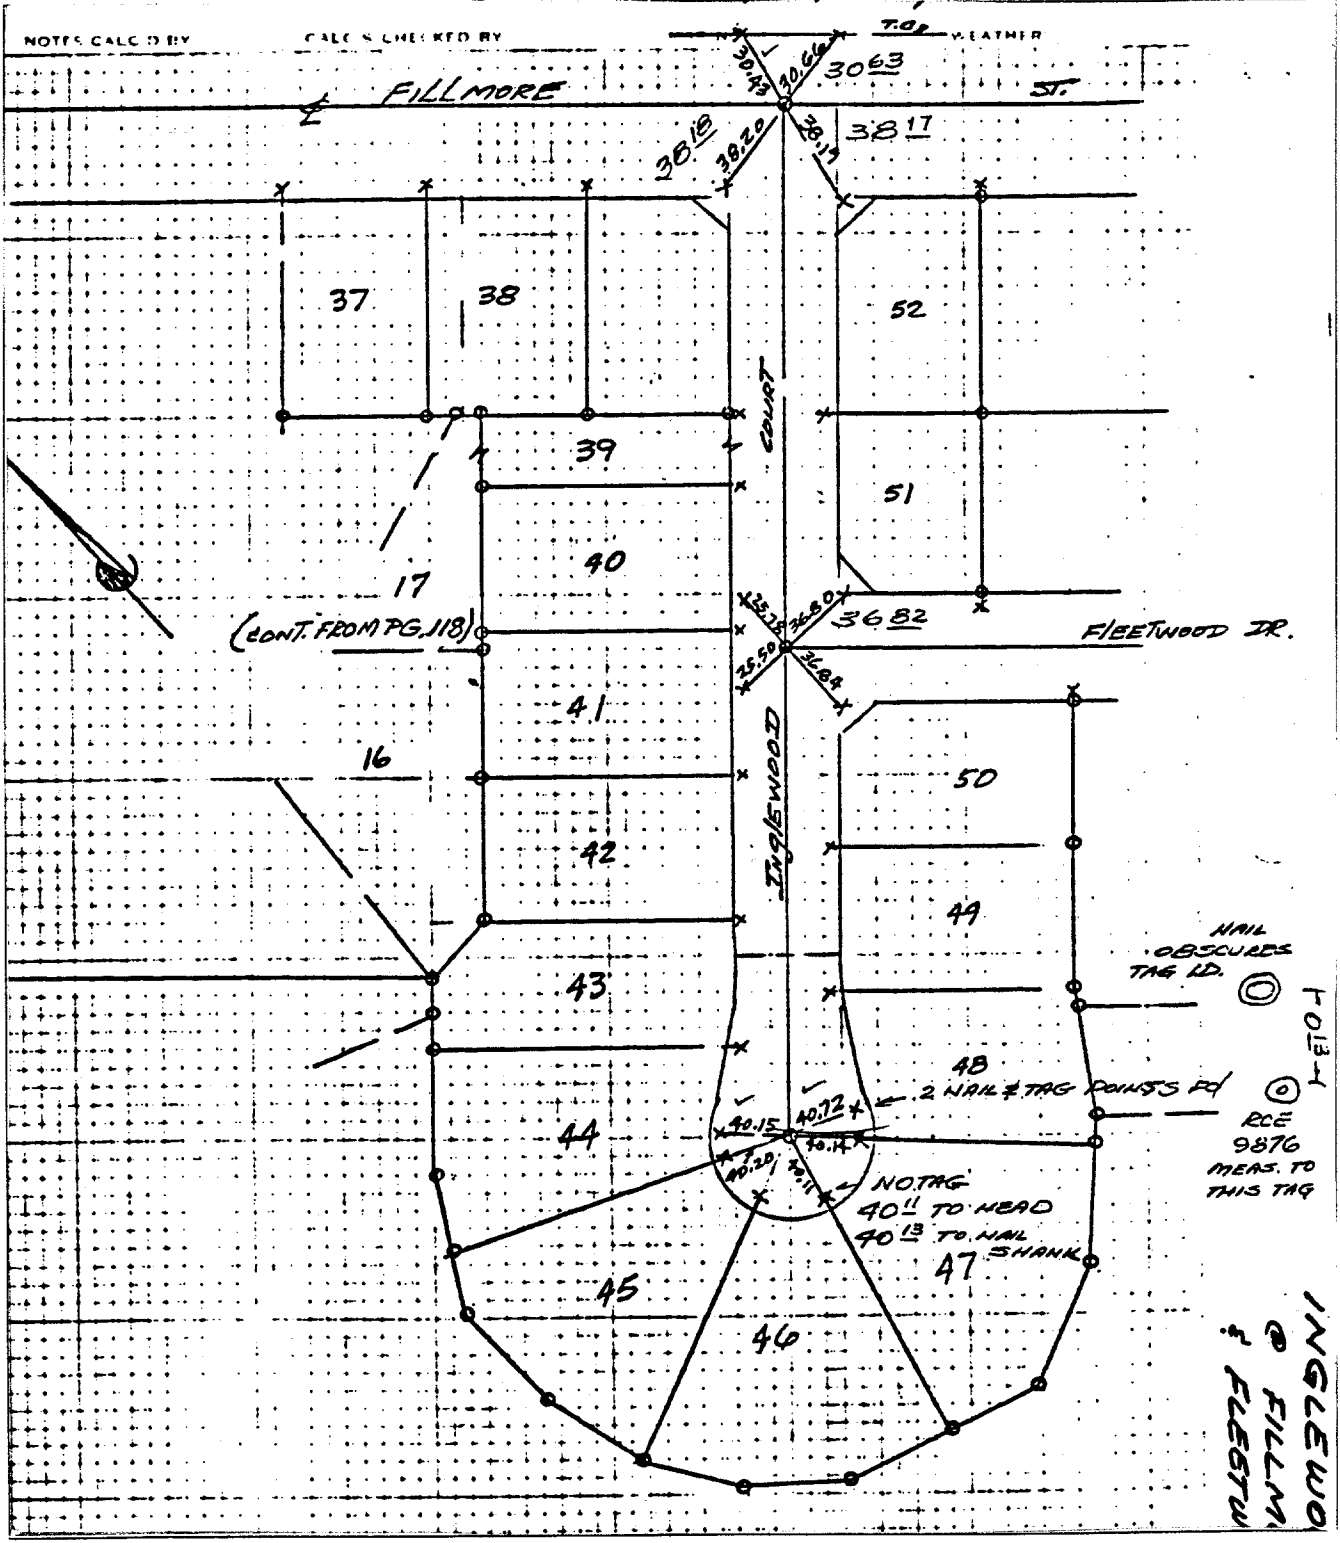 NOTES CALC'D BY
CALC'S CHECKED BY
T.O.P.
WEATHER
30.43
30.66
30 63
FILLMORE
ST.
38 18
38.20
38.19
38 17
37
38
52
COURT
39
51
40
17
(CONT. FROM PG. 118)
25.78
36.80
36 82
FLEETWOOD DR.
25.50
36.84
41
INGLEWOOD
16
50
42
49
NAIL
OBSCURES
TAG I.D.
43
48
2 NAIL & TAG POINTS FD
RCE
9876
MEAS. TO
THIS TAG
40.15
40.72
44
40.14
40.20
40.11
NO TAG
40 11 TO HEAD
40 13 TO NAIL
SHANK
47
45
46
INGLEWO
@ FILLM
& FLEETW